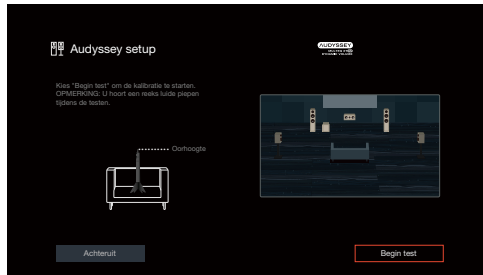 Audyssey setup
AUDYSSEY
Kies "Begin test" om de kalibratie te starten.
OPMERKING: U hoort een reeks luide piepen
tijdens de testen.
Oorhoogte
Achteruit
Begin test